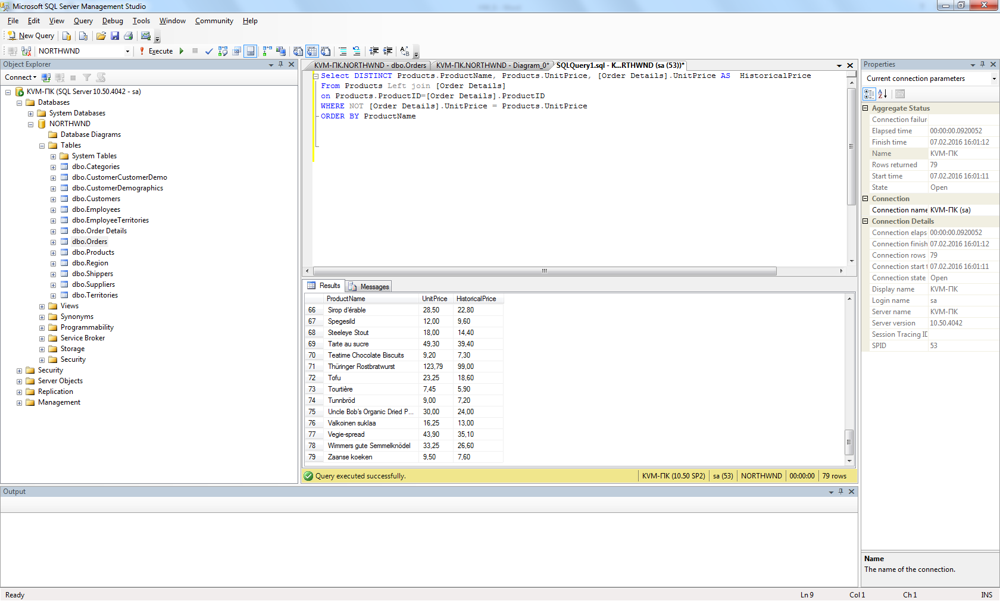 Microsoft SQL Server Management Studio
File Edit View Query Debug Tools Window Community Help
New Query
NORTHWND
Execute
Object Explorer
Connect
KVM-ПК (SQL Server 10.50.4042 - sa)
Databases
System Databases
NORTHWND
Database Diagrams
Tables
System Tables
dbo.Categories
dbo.CustomerCustomerDemo
dbo.CustomerDemographics
dbo.Customers
dbo.Employees
dbo.EmployeeTerritories
dbo.Order Details
dbo.Orders
dbo.Products
dbo.Region
dbo.Shippers
dbo.Suppliers
dbo.Territories
Views
Synonyms
Programmability
Service Broker
Storage
Security
Security
Server Objects
Replication
Management
KVM-ПК.NORTHWND - dbo.Orders
KVM-ПК.NORTHWND - Diagram_0*
SQLQuery1.sql - K...RTHWND (sa (53))*
Select DISTINCT Products.ProductName, Products.UnitPrice, [Order Details].UnitPrice AS  HistoricalPrice
From Products Left join [Order Details]
on Products.ProductID=[Order Details].ProductID
WHERE NOT [Order Details].UnitPrice = Products.UnitPrice
ORDER BY ProductName
Results
Messages
ProductName UnitPrice HistoricalPrice
66 Sirop d'érable 28,50 22,80
67 Spegesild 12,00 9,60
68 Steeleye Stout 18,00 14,40
69 Tarte au sucre 49,30 39,40
70 Teatime Chocolate Biscuits 9,20 7,30
71 Thüringer Rostbratwurst 123,79 99,00
72 Tofu 23,25 18,60
73 Tourtière 7,45 5,90
74 Tunnbröd 9,00 7,20
75 Uncle Bob's Organic Dried P... 30,00 24,00
76 Valkoinen suklaa 16,25 13,00
77 Vegie-spread 43,90 35,10
78 Wimmers gute Semmelknödel 33,25 26,60
79 Zaanse koeken 9,50 7,60
Query executed successfully.
KVM-ПК (10.50 SP2) sa (53) NORTHWND 00:00:00 79 rows
Properties
Current connection parameters
Aggregate Status
Connection failur
Elapsed time 00:00:00.0920052
Finish time 07.02.2016 16:01:12
Name KVM-ПК
Rows returned 79
Start time 07.02.2016 16:01:11
State Open
Connection
Connection name KVM-ПК (sa)
Connection Details
Connection elaps 00:00:00.0920052
Connection finish 07.02.2016 16:01:12
Connection rows 79
Connection start t 07.02.2016 16:01:11
Connection state Open
Display name KVM-ПК
Login name sa
Server name KVM-ПК
Server version 10.50.4042
Session Tracing ID
SPID 53
Name
The name of the connection.
Output
Ready
Ln 9 Col 1 Ch 1 INS